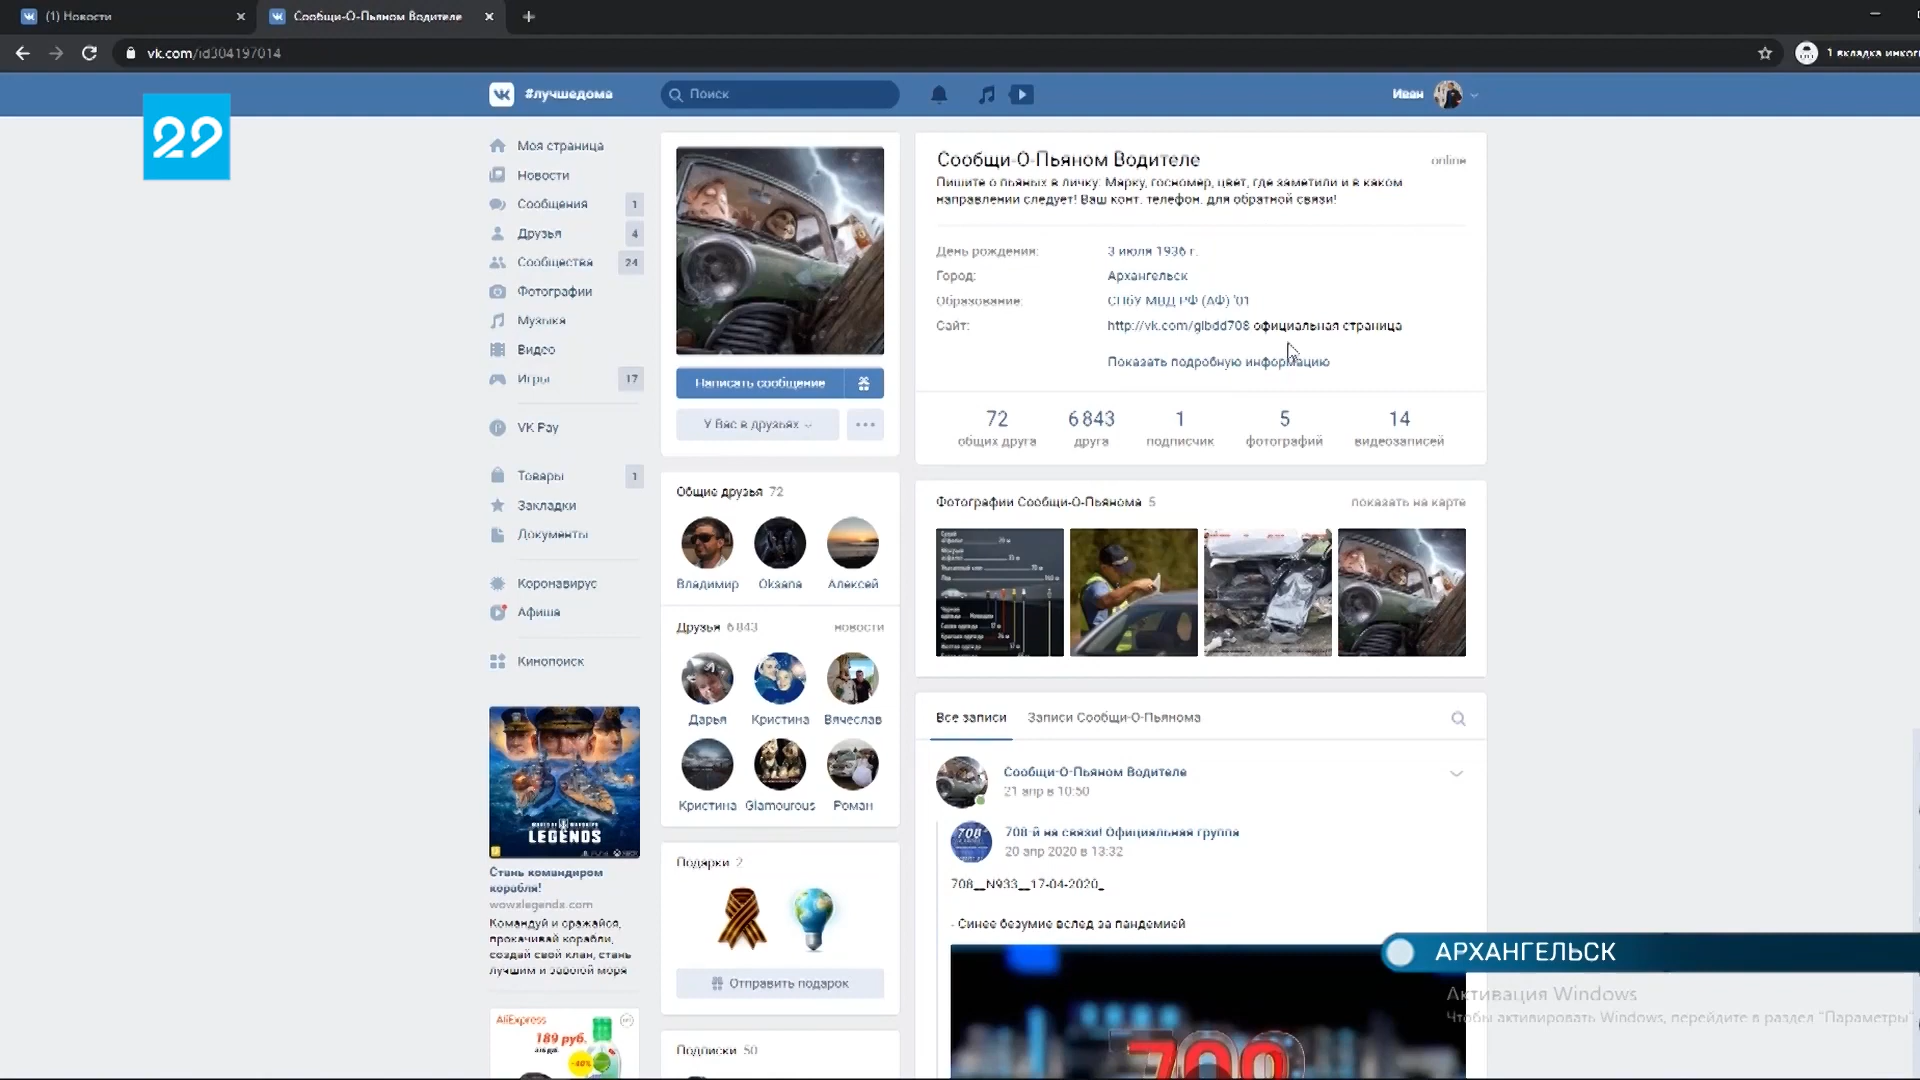 (1) Новости
Сообщи-О-Пьяном Водителе
vk.com/id304197014
29
#лучшедома
Поиск
Иван
Моя страница
Новости
Сообщения 1
Друзья 4
Сообщества 24
Фотографии
Музыка
Видео
Игры 17
VK Pay
Товары 1
Закладки
Документы
Коронавирус
Афиша
Кинопоиск
LEGENDS
Стань командиром
корабля!
wowslegends.com
Командуй и сражайся,
прокачивай корабли,
создай свой клан, стань
лучшим и завоюй моря
AliExpress
189 руб.
-40%
Написать сообщение
У Вас в друзьях
Общие друзья 72
Владимир Oksana Алексей
Друзья 6 843 новости
Дарья Кристина Вячеслав
Кристина Glamourous Роман
Подарки 2
Отправить подарок
Подписки 50
Сообщи-О-Пьяном Водителе online
Пишите о пьяных в личку: Марку, госномер, цвет, где заметили и в каком
направлении следует! Ваш конт. телефон. для обратной связи!
День рождения: 3 июля 1936 г.
Город: Архангельск
Образование: СПбУ МВД РФ (АФ) '01
Сайт: http://vk.com/gibdd708 официальная страница
Показать подробную информацию
72 6 843 1 5 14
общих друга друга подписчик фотографий видеозаписей
Фотографии Сообщи-О-Пьянома 5 показать на карте
Все записи Записи Сообщи-О-Пьянома
Сообщи-О-Пьяном Водителе
21 апр в 10:50
708
708-й на связи! Официальная группа
20 апр 2020 в 13:32
708__N933__17-04-2020_
- Синее безумие вслед за пандемией
708
АРХАНГЕЛЬСК
Активация Windows
Чтобы активировать Windows, перейдите в раздел "Параметры".